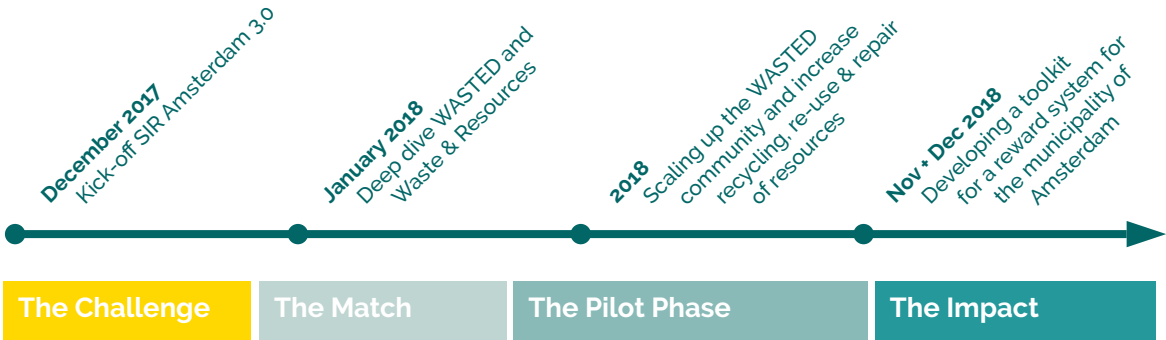 December 2017
Kick-off SIR Amsterdam 3.0
January 2018
Deep dive WASTED and
Waste & Resources
2018
Scaling up the WASTED
community and increase
recycling, re-use & repair
of resources
Nov + Dec 2018
Developing a toolkit
for a reward system for
the municipality of
Amsterdam
The Challenge
The Match
The Pilot Phase
The Impact